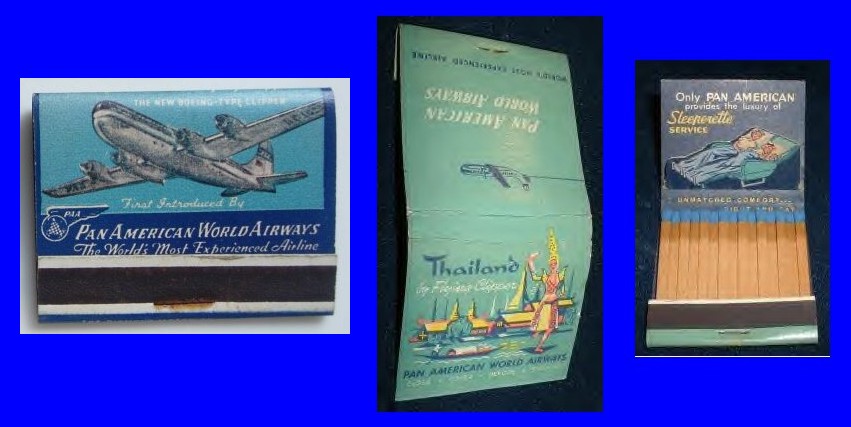 THE NEW BOEING-TYPE CLIPPER
First Introduced By
PAA
PAN AMERICAN WORLD AIRWAYS
The World's Most Experienced Airline
WORLD'S MOST EXPERIENCED AIRLINE
PAN AMERICAN
WORLD AIRWAYS
Thailand
by Flying Clipper
PAN AMERICAN WORLD AIRWAYS
Only PAN AMERICAN
provides the luxury of
Sleeperette
SERVICE
UNMATCHED COMFORT...